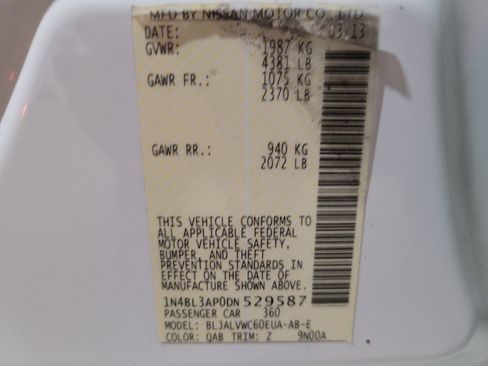 MFD BY NISSAN MOTOR CO., LTD
DATE: 03/13
GVWR: 1987 KG
4381 LB
GAWR FR.: 1075 KG
2370 LB
GAWR RR.: 940 KG
2072 LB
THIS VEHICLE CONFORMS TO
ALL APPLICABLE FEDERAL
MOTOR VEHICLE SAFETY,
BUMPER, AND THEFT
PREVENTION STANDARDS IN
EFFECT ON THE DATE OF
MANUFACTURE SHOWN ABOVE.
1N4BL3AP0DN529587
PASSENGER CAR 360
MODEL: BLJALVWC60EUA-AB-E
COLOR: QAB TRIM: Z 9N00A